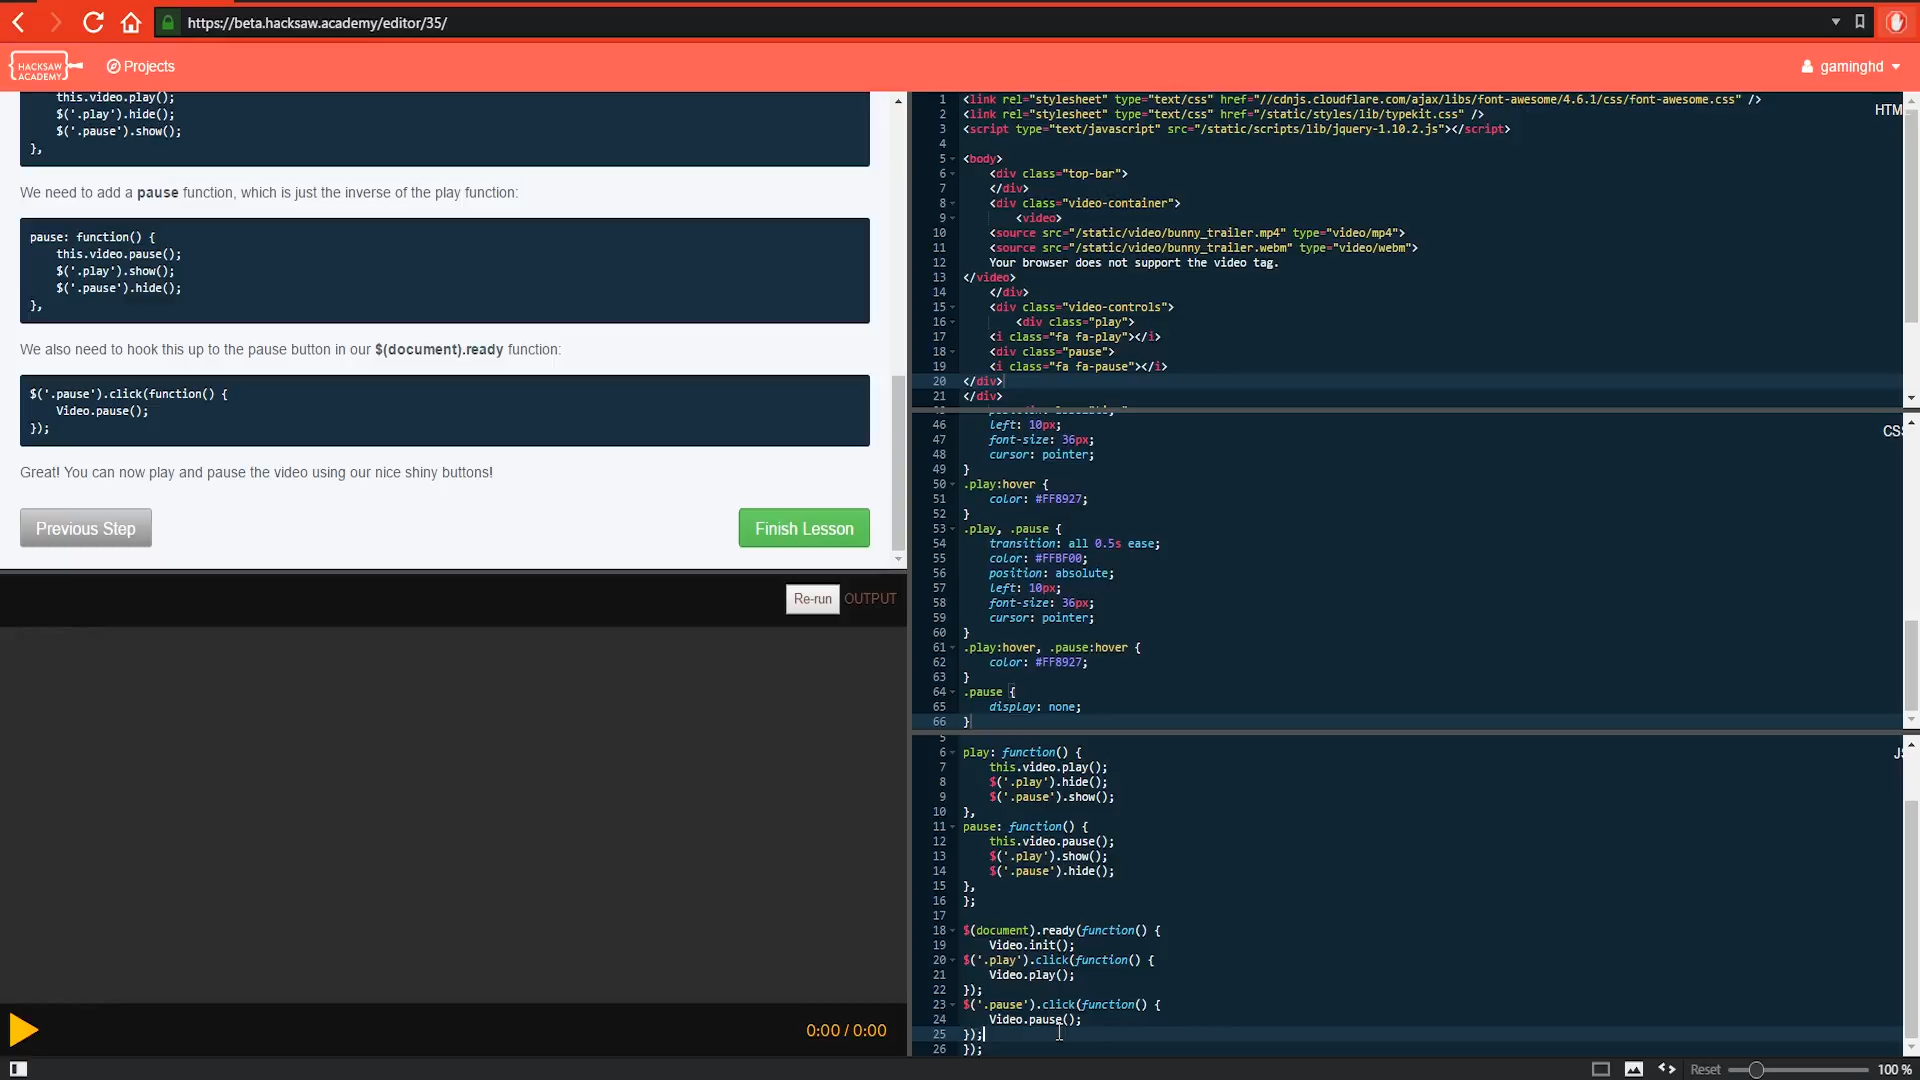 https://beta.hacksaw.academy/editor/35/
HACKSAW
ACADEMY
Projects
gaminghd
this.video.play();
$('.play').hide();
$('.pause').show();
},
We need to add a pause function, which is just the inverse of the play function:
pause: function() {
this.video.pause();
$('.play').show();
$('.pause').hide();
},
We also need to hook this up to the pause button in our $(document).ready function:
$('.pause').click(function() {
Video.pause();
});
Great! You can now play and pause the video using our nice shiny buttons!
Previous Step
Finish Lesson
Re-run
OUTPUT
0:00 / 0:00
HTM
1 <link rel="stylesheet" type="text/css" href="//cdnjs.cloudflare.com/ajax/libs/font-awesome/4.6.1/css/font-awesome.css" />
2 <link rel="stylesheet" type="text/css" href="/static/styles/lib/typekit.css" />
3 <script type="text/javascript" src="/static/scripts/lib/jquery-1.10.2.js"></script>
4
5 <body>
6 <div class="top-bar">
7 </div>
8 <div class="video-container">
9 <video>
10 <source src="/static/video/bunny_trailer.mp4" type="video/mp4">
11 <source src="/static/video/bunny_trailer.webm" type="video/webm">
12 Your browser does not support the video tag.
13 </video>
14 </div>
15 <div class="video-controls">
16 <div class="play">
17 <i class="fa fa-play"></i>
18 <div class="pause">
19 <i class="fa fa-pause"></i>
20 </div>
21 </div>
CSS
46 left: 10px;
47 font-size: 36px;
48 cursor: pointer;
49 }
50 .play:hover {
51 color: #FF8927;
52 }
53 .play, .pause {
54 transition: all 0.5s ease;
55 color: #FFBF00;
56 position: absolute;
57 left: 10px;
58 font-size: 36px;
59 cursor: pointer;
60 }
61 .play:hover, .pause:hover {
62 color: #FF8927;
63 }
64 .pause {
65 display: none;
66 }
JS
5
6 play: function() {
7 this.video.play();
8 $('.play').hide();
9 $('.pause').show();
10 },
11 pause: function() {
12 this.video.pause();
13 $('.play').show();
14 $('.pause').hide();
15 },
16 };
17
18 $(document).ready(function() {
19 Video.init();
20 $('.play').click(function() {
21 Video.play();
22 });
23 $('.pause').click(function() {
24 Video.pause();
25 });
26 });
Reset
100 %